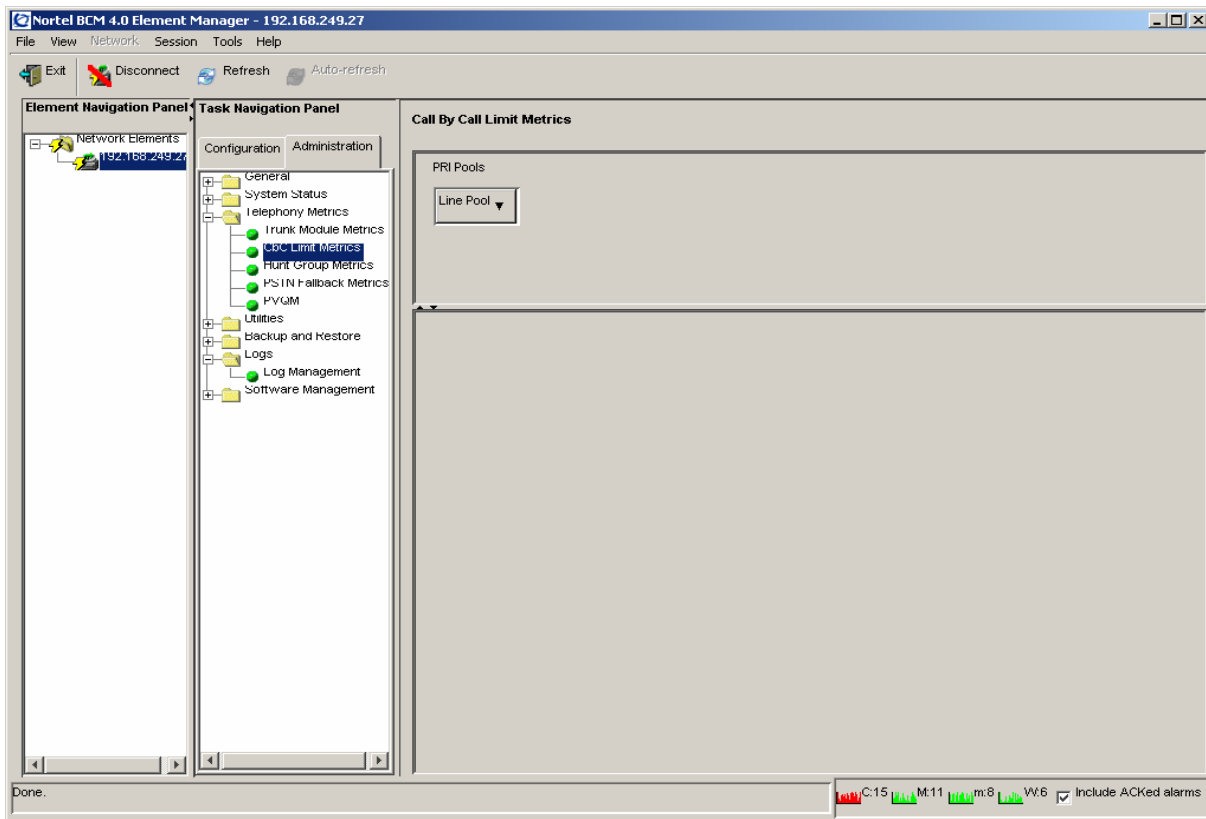 Nortel BCM 4.0 Element Manager - 192.168.249.27
File View Network Session Tools Help
Exit Disconnect Refresh Auto-refresh
Element Navigation Panel
Network Elements
192.168.249.27
Task Navigation Panel
Configuration Administration
General
System Status
Telephony Metrics
Trunk Module Metrics
CbC Limit Metrics
Hunt Group Metrics
PSTN Fallback Metrics
PVQM
Utilities
Backup and Restore
Logs
Log Management
Software Management
Call By Call Limit Metrics
PRI Pools
Line Pool
Done.
C:15 M:11 m:8 W:6 Include ACKed alarms